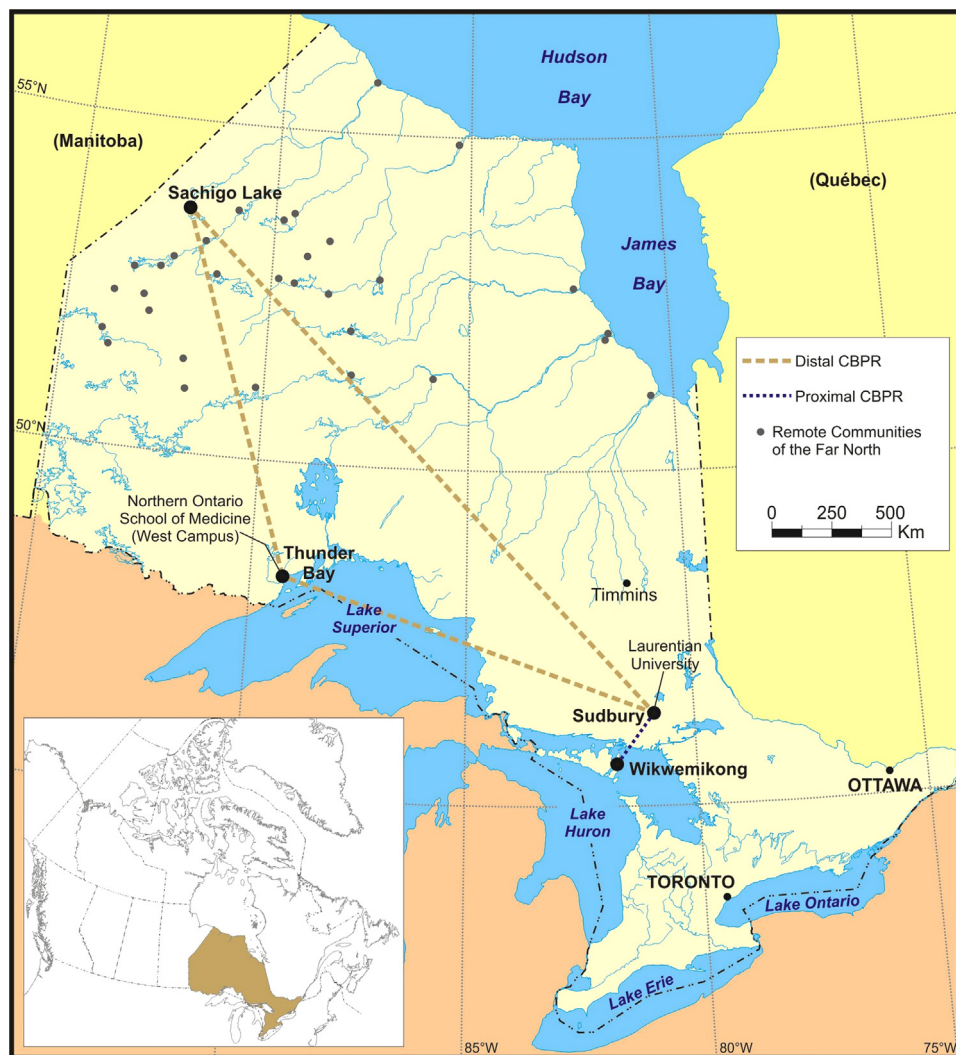 Hudson
Bay
55°N
(Manitoba)
(Québec)
Sachigo Lake
James
Bay
Distal CBPR
Proximal CBPR
Remote Communities
of the Far North
0 250 500
Km
50°N
Northern Ontario
School of Medicine
(West Campus)
Thunder
Bay
Timmins
Lake
Superior
Laurentian
University
Sudbury
Wikwemikong
OTTAWA
Lake
Huron
TORONTO
Lake Ontario
Lake Erie
85°W
80°W
75°W